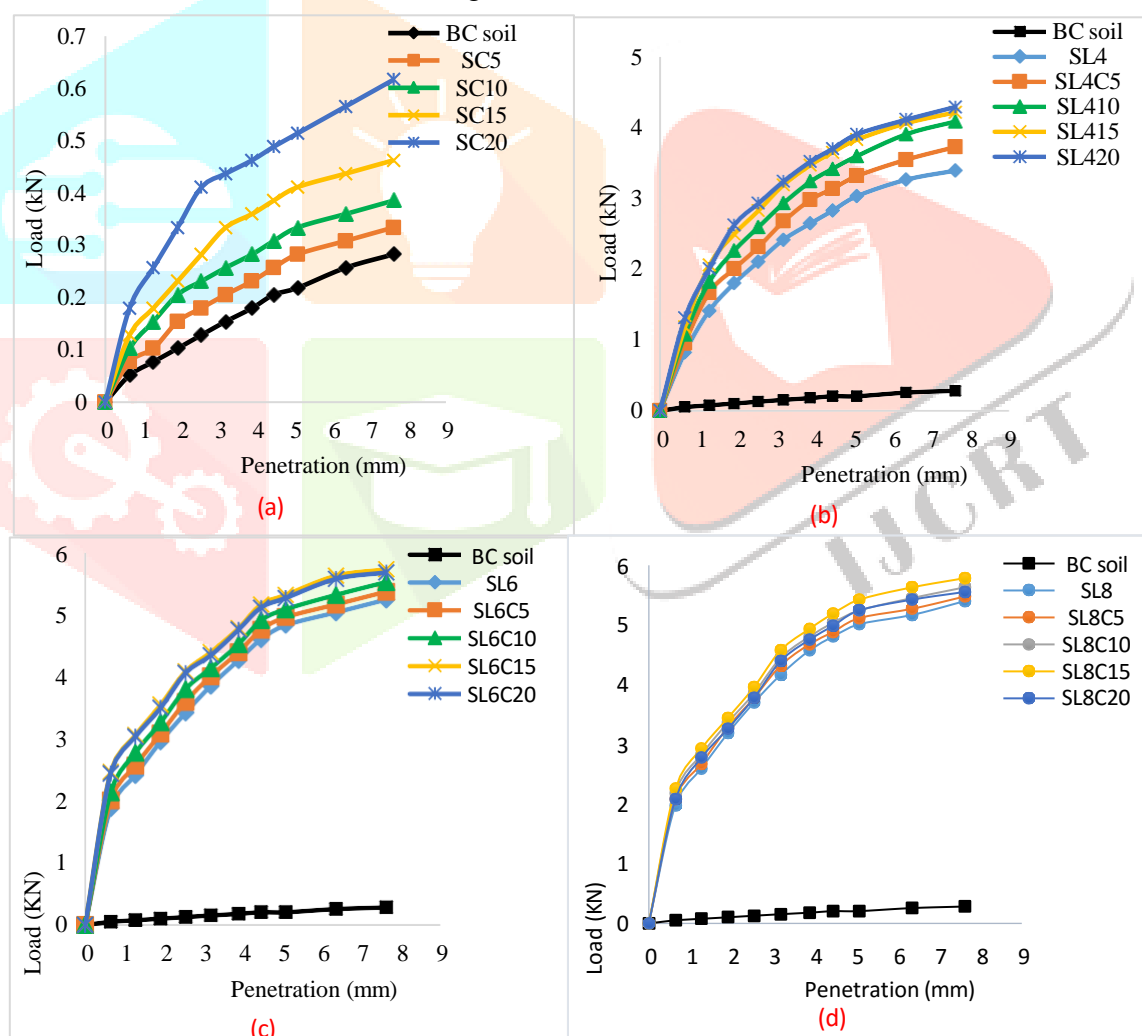 0.7
0.6
0.5
0.4
0.3
0.2
0.1
0
Load (kN)
0 1 2 3 4 5 6 7 8 9
Penetration (mm)
BC soil
SC5
SC10
SC15
SC20
(a)
5
4
3
2
1
0
Load (kN)
0 1 2 3 4 5 6 7 8 9
Penetration (mm)
BC soil
SL4
SL4C5
SL410
SL415
SL420
(b)
IJCRT
6
5
4
3
2
1
0
Load (KN)
0 1 2 3 4 5 6 7 8 9
Penetration (mm)
BC soil
SL6
SL6C5
SL6C10
SL6C15
SL6C20
(c)
6
5
4
3
2
1
0
Load (KN)
0 1 2 3 4 5 6 7 8 9
Penetration (mm)
BC soil
SL8
SL8C5
SL8C10
SL8C15
SL8C20
(d)